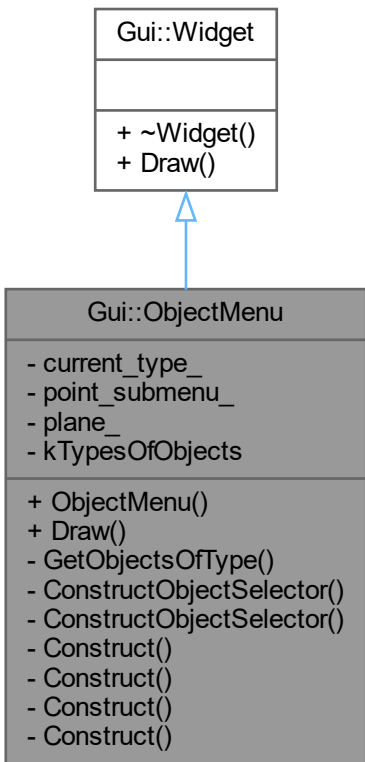 Gui::Widget
+ ~Widget()
+ Draw()
Gui::ObjectMenu
- current_type_
- point_submenu_
- plane_
- kTypesOfObjects
+ ObjectMenu()
+ Draw()
- GetObjectsOfType()
- ConstructObjectSelector()
- ConstructObjectSelector()
- Construct()
- Construct()
- Construct()
- Construct()